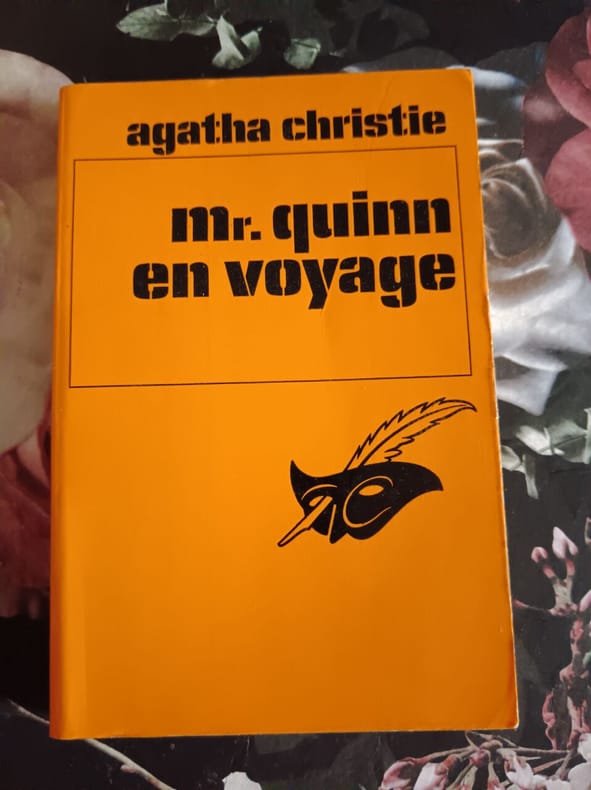 agatha christie
mr. quinn
en voyage